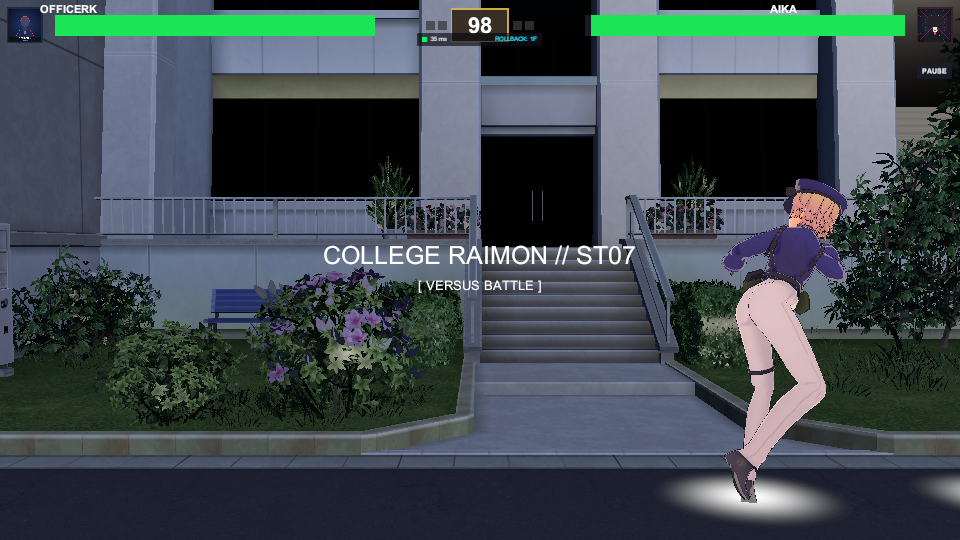 OFFICERK
AIKA
98
35 ms
ROLLBACK: 1F
PAUSE
COLLEGE RAIMON // ST07
[ VERSUS BATTLE ]